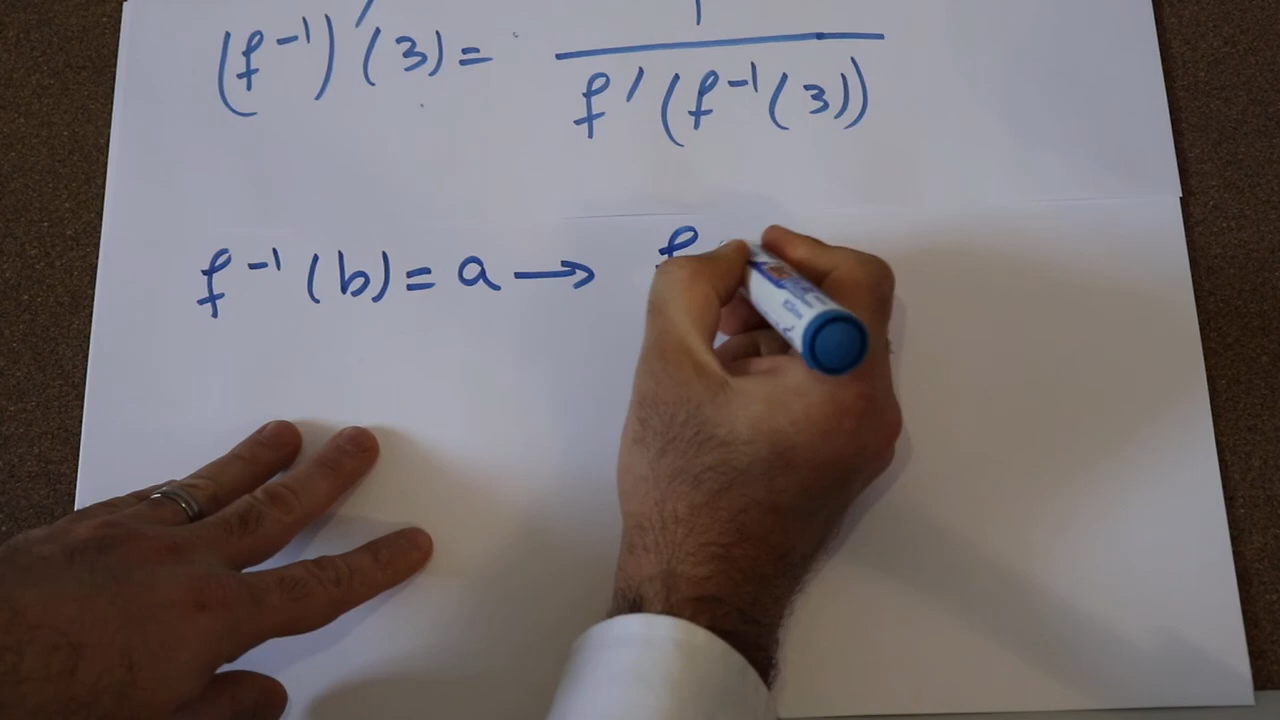 (f⁻¹)′(3) = 1 / f′(f⁻¹(3))
f⁻¹(b) = a → f